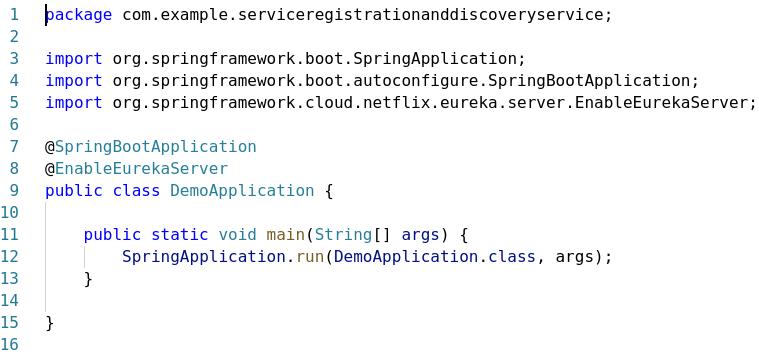 1 package com.example.serviceregistrationanddiscoveryservice;
2
3 import org.springframework.boot.SpringApplication;
4 import org.springframework.boot.autoconfigure.SpringBootApplication;
5 import org.springframework.cloud.netflix.eureka.server.EnableEurekaServer;
6
7 @SpringBootApplication
8 @EnableEurekaServer
9 public class DemoApplication {
10
11     public static void main(String[] args) {
12         SpringApplication.run(DemoApplication.class, args);
13     }
14
15 }
16